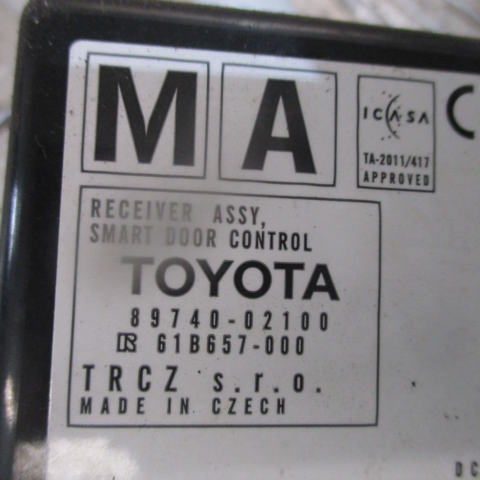 MA
ICASA
TA-2011/417
APPROVED
C
RECEIVER ASSY,
SMART DOOR CONTROL
TOYOTA
89740-02100
61B657-000
TRCZ s.r.o.
MADE IN CZECH
DC